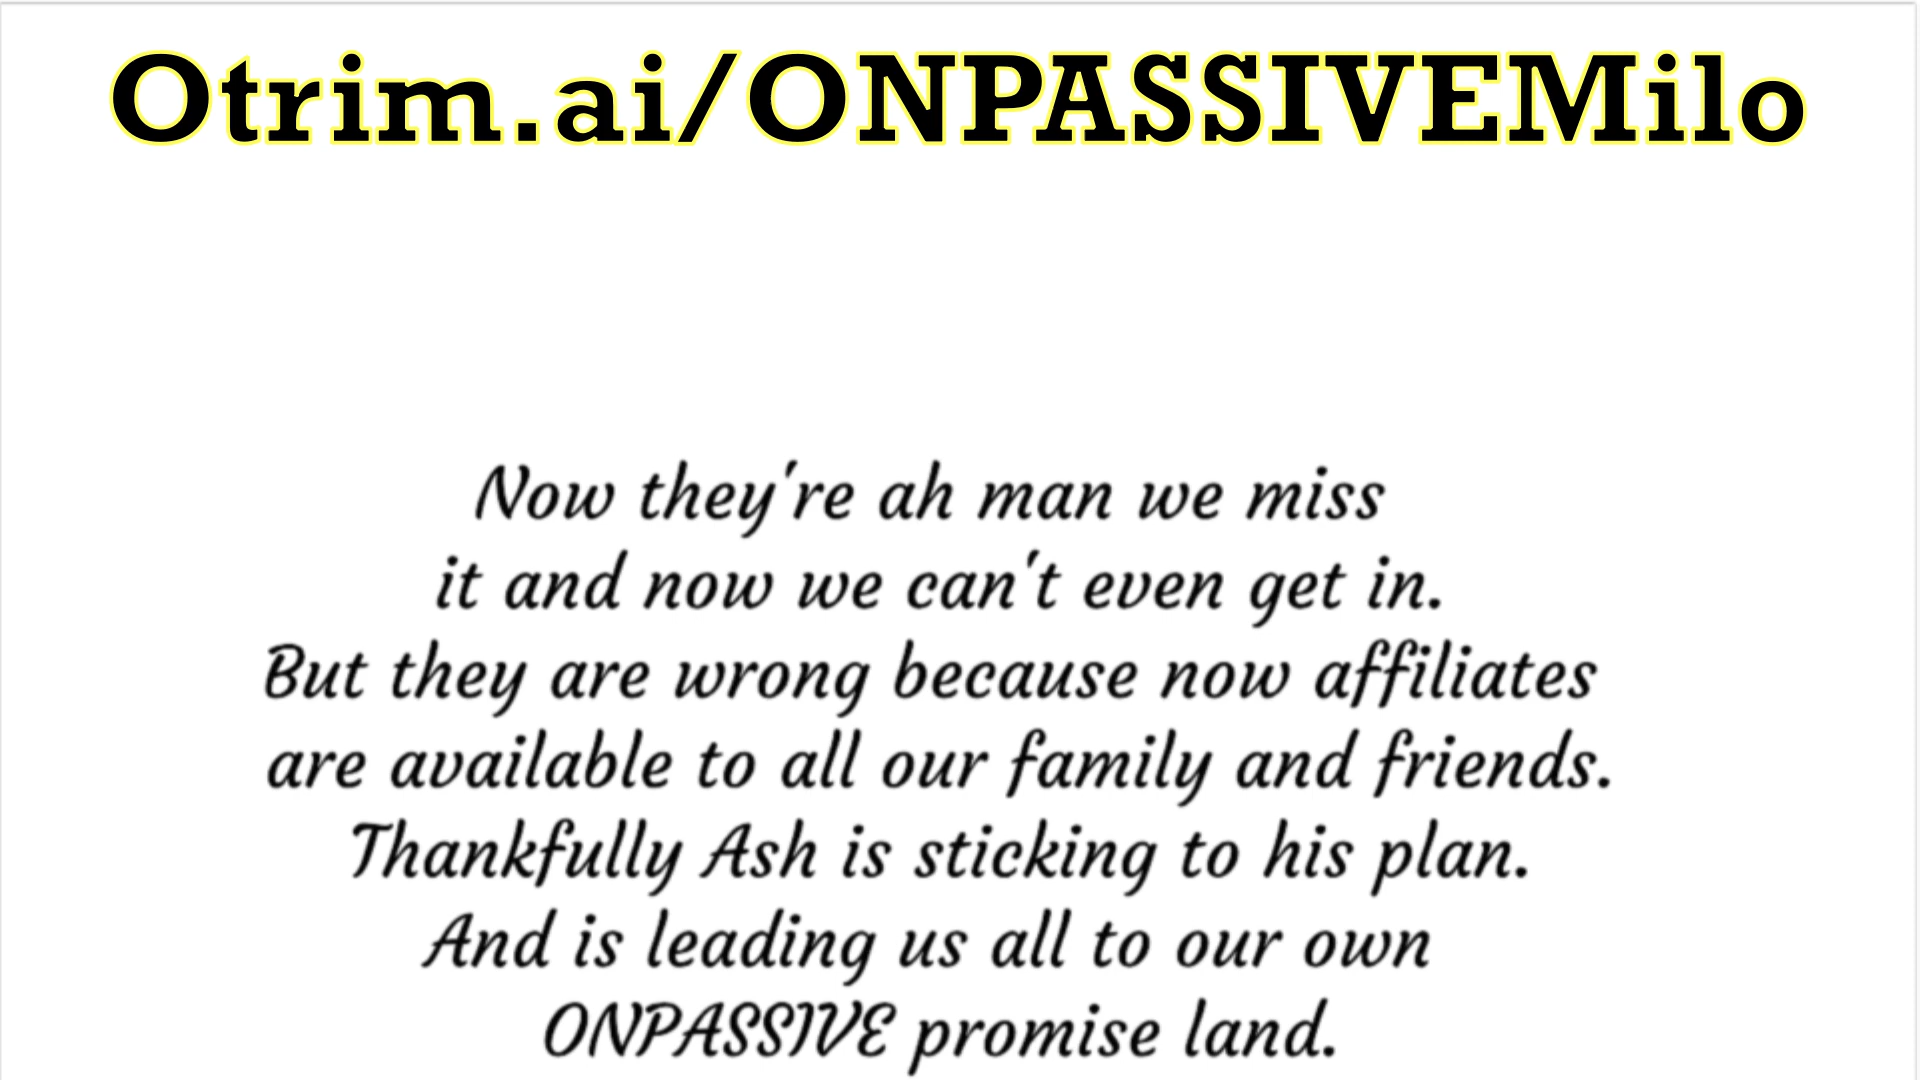 Otrim.ai/ONPASSIVEMilo
Now they're ah man we miss
it and now we can't even get in.
But they are wrong because now affiliates
are available to all our family and friends.
Thankfully Ash is sticking to his plan.
And is leading us all to our own
ONPASSIVE promise land.